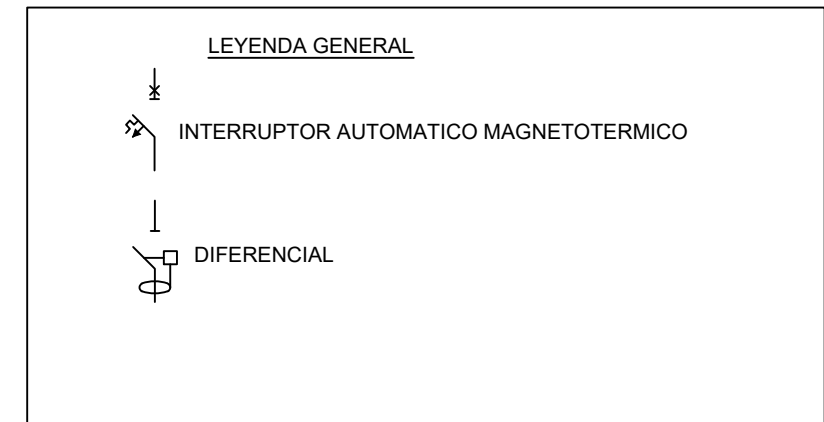 LEYENDA GENERAL
INTERRUPTOR AUTOMATICO MAGNETOTERMICO
DIFERENCIAL